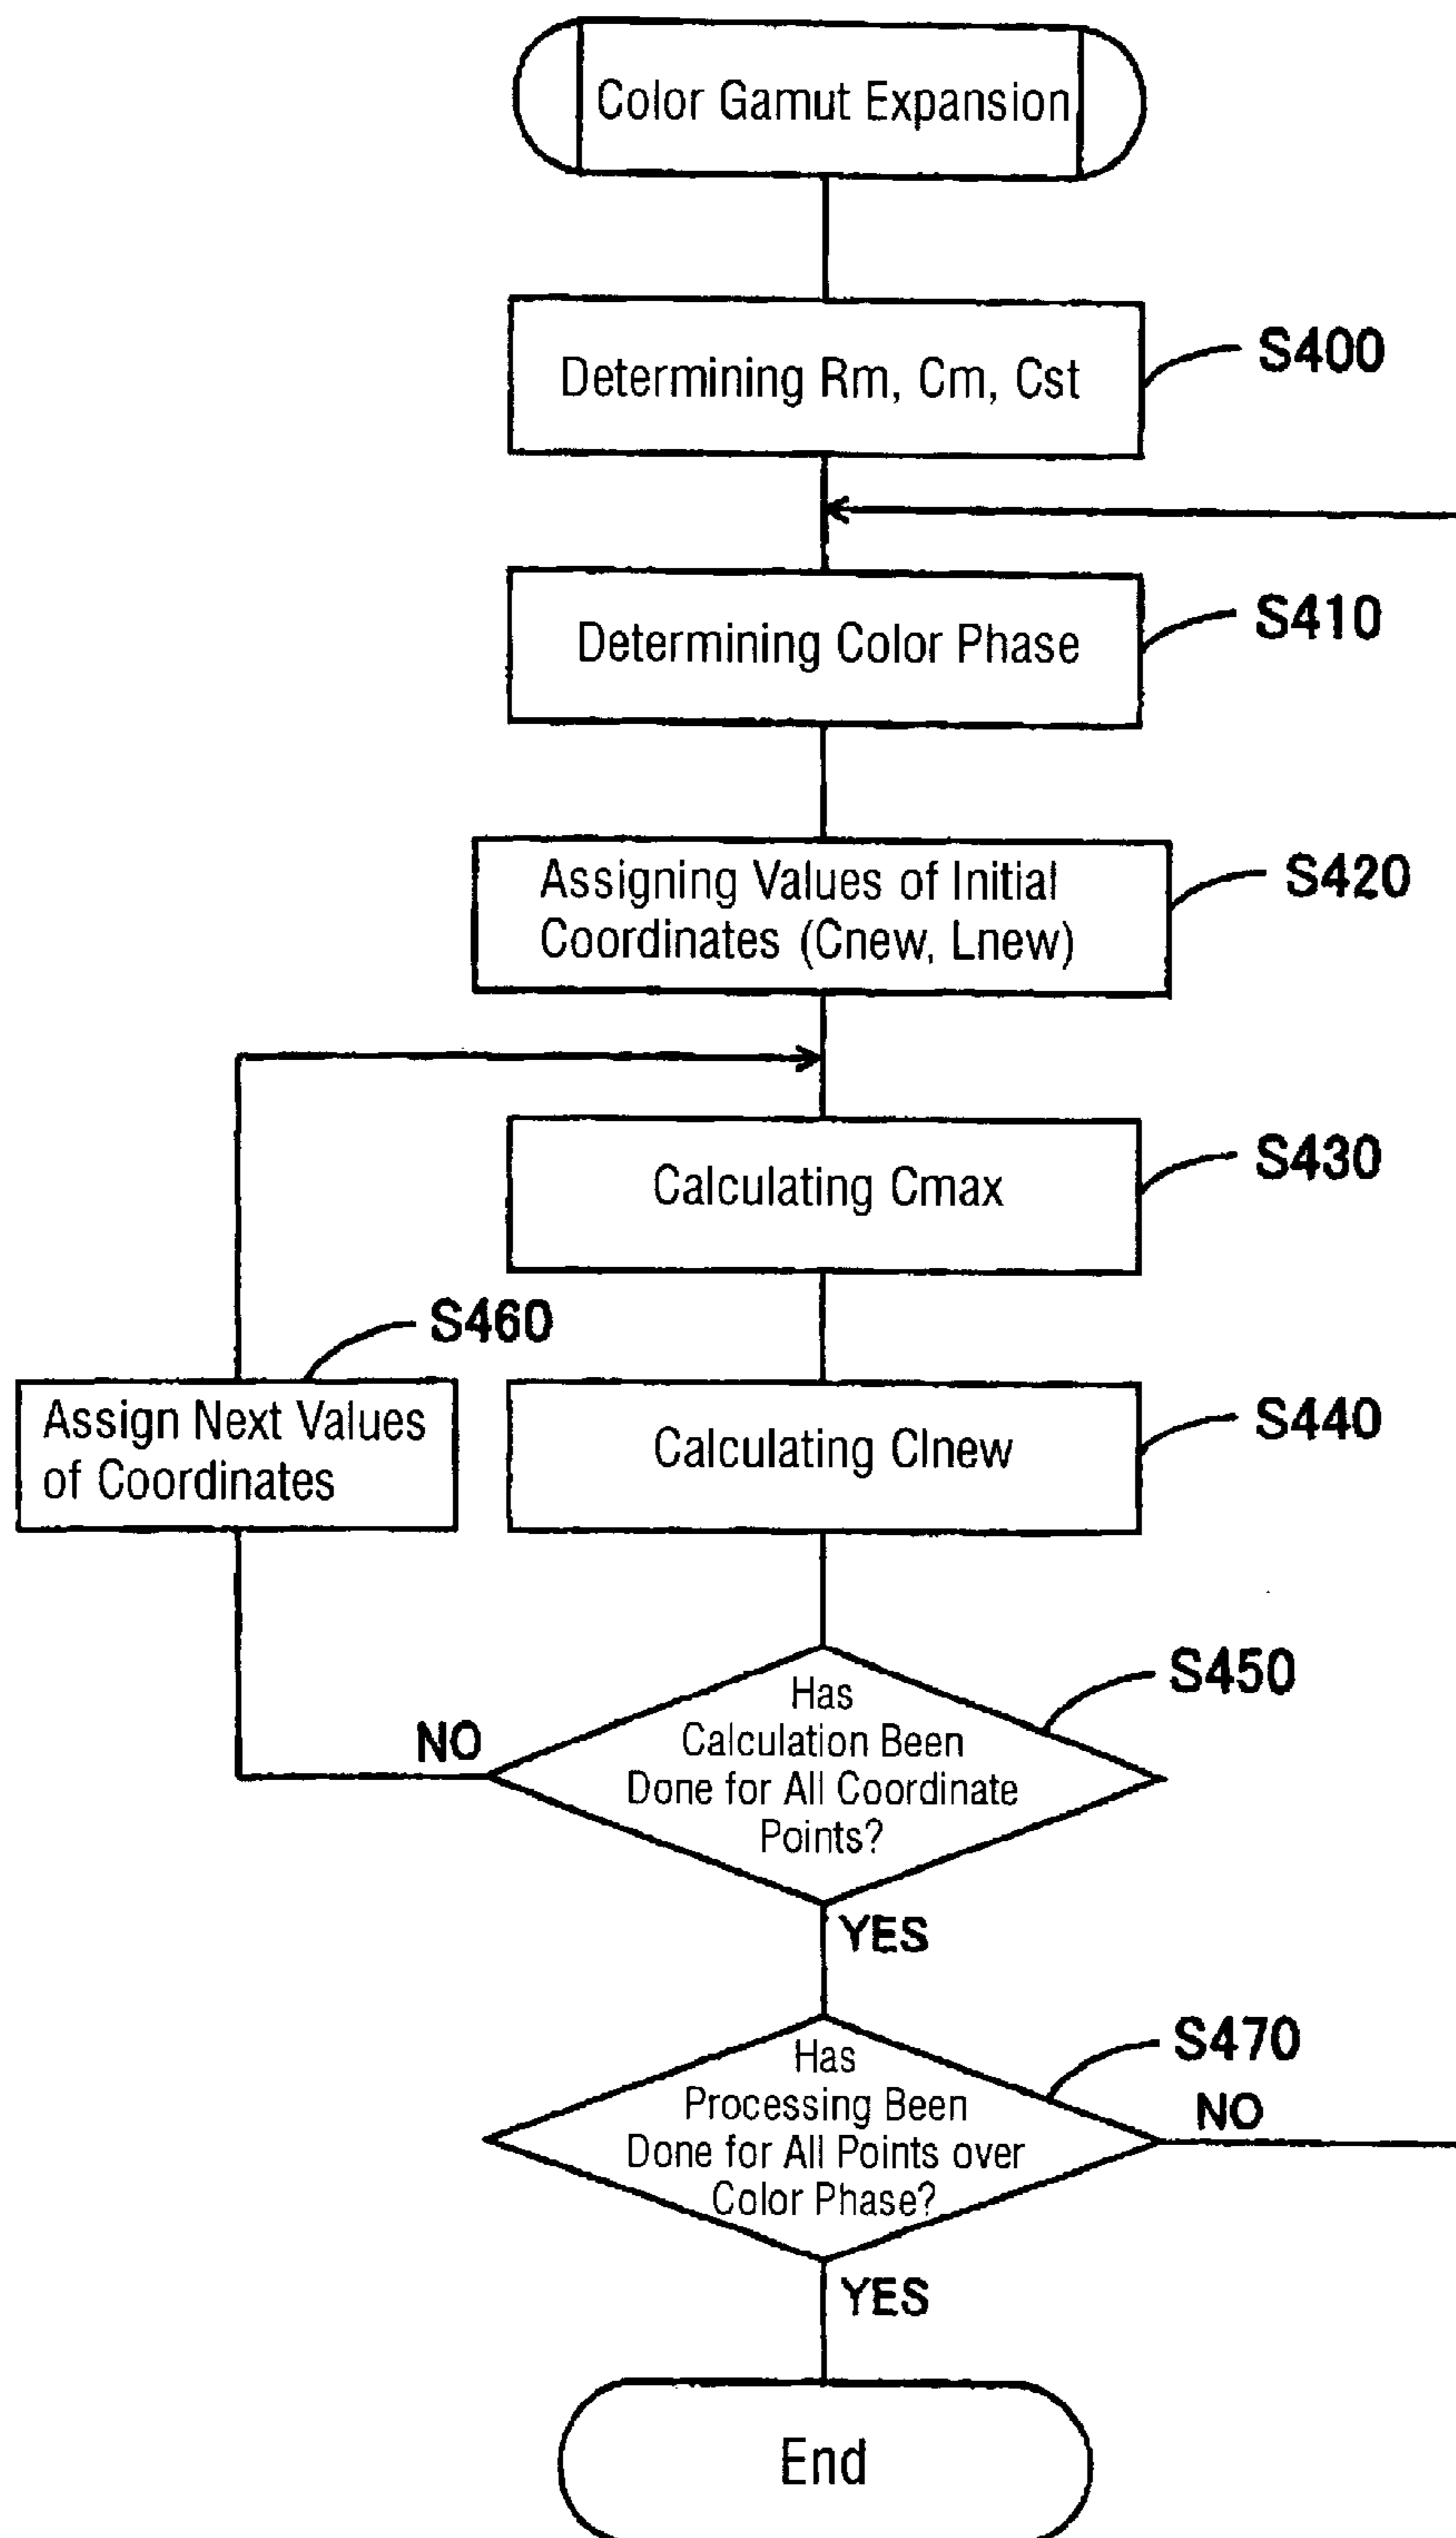 Color Gamut Expansion
Determining Rm, Cm, Cst
S400
Determining Color Phase
S410
Assigning Values of Initial
Coordinates (Cnew, Lnew)
S420
Calculating Cmax
S430
S460
Assign Next Values
of Coordinates
Calculating Clnew
S440
Has
Calculation Been
Done for All Coordinate
Points?
S450
NO
YES
Has
Processing Been
Done for All Points over
Color Phase?
S470
NO
YES
End